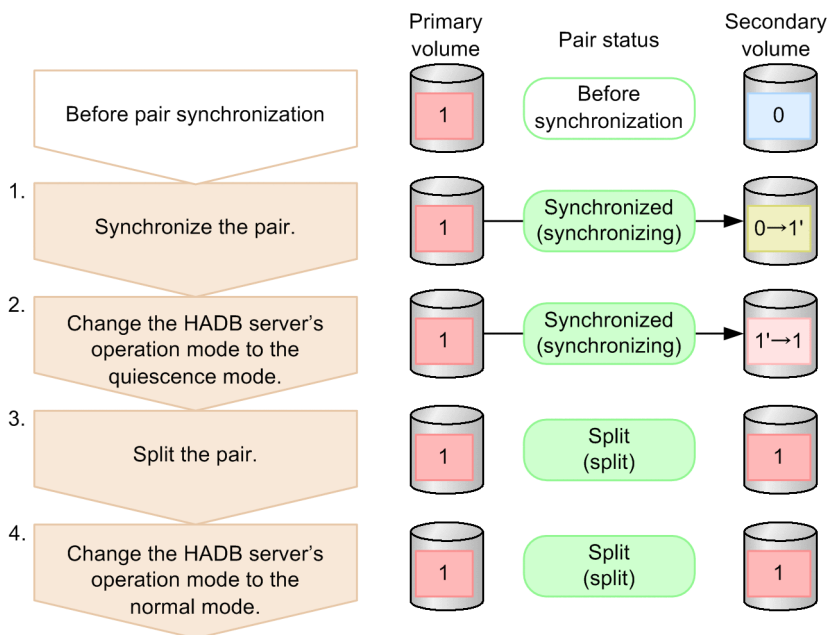 Primary
volume
Pair status
Secondary
volume
Before pair synchronization
1
Before
synchronization
0
1.
Synchronize the pair.
1
Synchronized
(synchronizing)
0→1'
2.
Change the HADB server’s
operation mode to the
quiescence mode.
1
Synchronized
(synchronizing)
1'→1
3.
Split the pair.
1
Split
(split)
1
4.
Change the HADB server’s
operation mode to the
normal mode.
1
Split
(split)
1